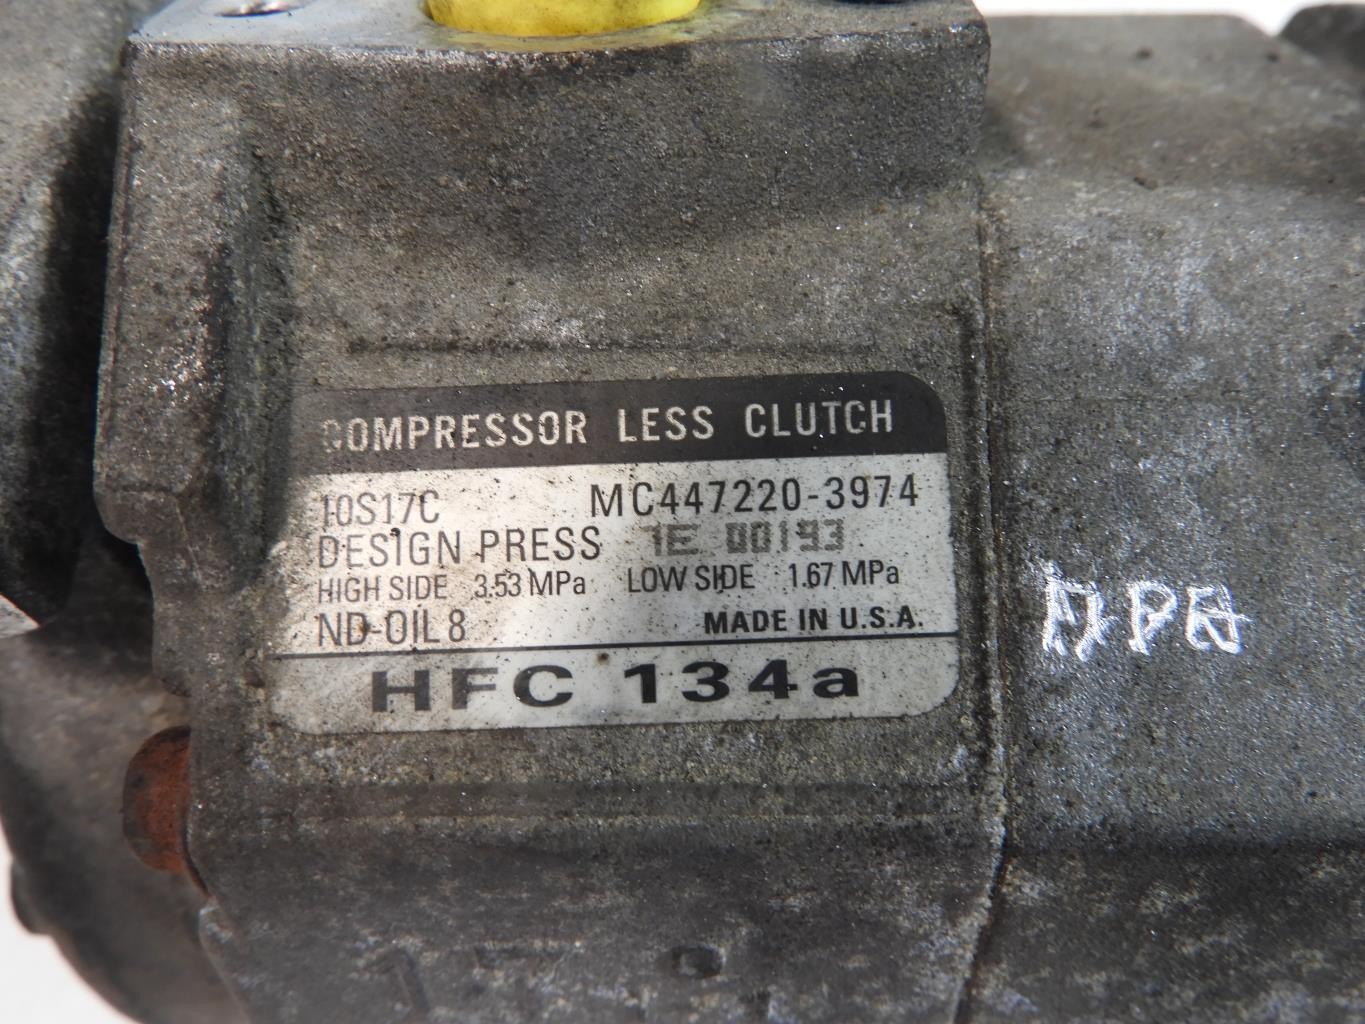 COMPRESSOR LESS CLUTCH
10S17C MC447220-3974
DESIGN PRESS 1E 00193
HIGH SIDE 3.53 MPa LOW SIDE 1.67 MPa
ND-OIL 8 MADE IN U.S.A.
HFC 134a